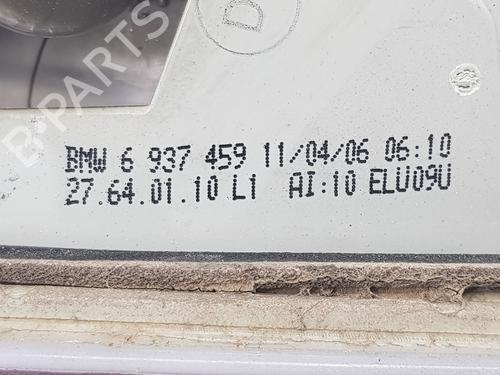 B-PARTS
D
BMW 6 937 459 11/04/06 06:10
27.64.01.10 L1 AI:10 ELU09U